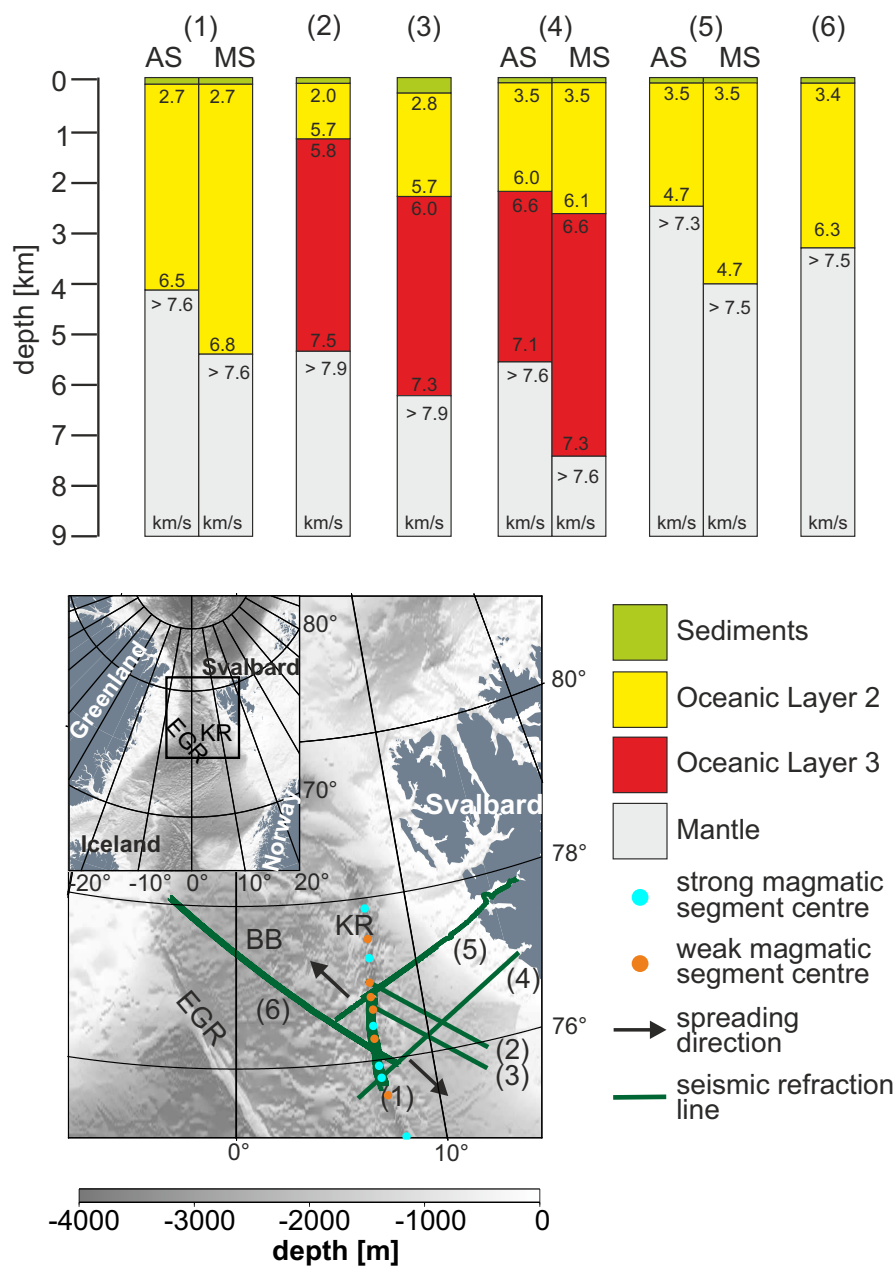 (1) (2) (3) (4) (5) (6)
AS MS AS MS AS MS
0
1
2
3
4
5
6
7
8
9
depth [km]
2.7 2.7 2.0 2.8 3.5 3.5 3.5 3.5 3.4
5.7
5.8
5.7
6.0
6.0
6.6
6.1
6.6
4.7
> 7.3
4.7
> 7.5
6.3
> 7.5
6.5
> 7.6
6.8
> 7.6
7.5
> 7.9
7.3
> 7.9
7.1
> 7.6
7.3
> 7.6
km/s km/s km/s km/s km/s km/s km/s km/s km/s
80°
70°
-20° -10° 0° 10° 20°
Greenland
Svalbard
EGR
KR
Iceland
Norway
80°
78°
76°
Svalbard
KR
BB
EGR
(5)
(4)
(6)
(2)
(3)
(1)
0° 10°
-4000 -3000 -2000 -1000 0
depth [m]
Sediments
Oceanic Layer 2
Oceanic Layer 3
Mantle
strong magmatic
segment centre
weak magmatic
segment centre
spreading
direction
seismic refraction
line